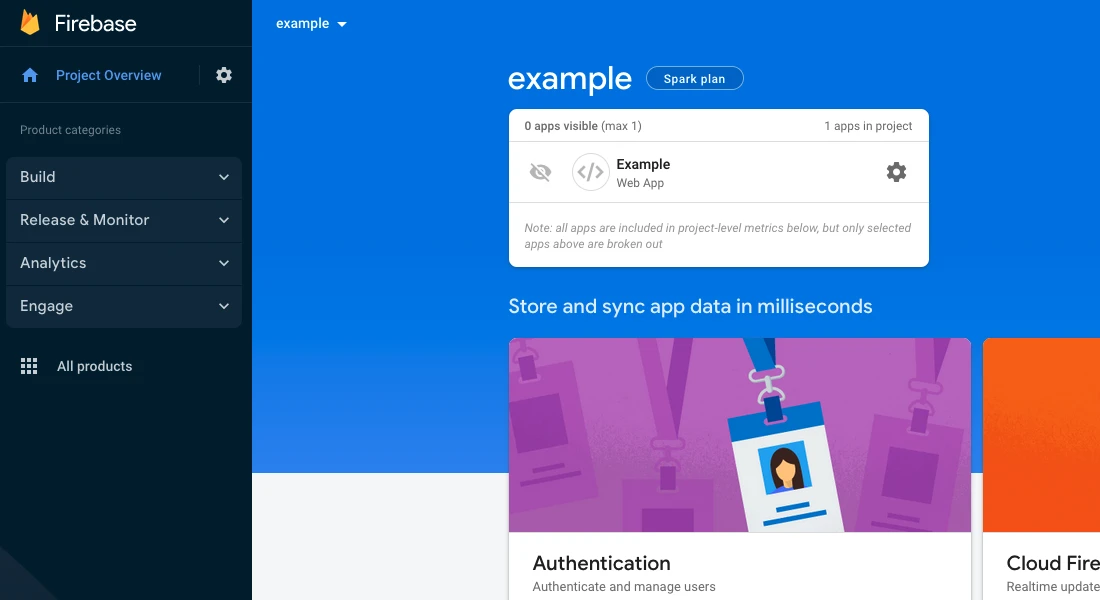 Firebase
example
Project Overview
example
Spark plan
Product categories
0 apps visible (max 1)
1 apps in project
Build
Example
Web App
Release & Monitor
Note: all apps are included in project-level metrics below, but only selected
apps above are broken out
Analytics
Engage
Store and sync app data in milliseconds
All products
Authentication
Authenticate and manage users
Cloud Fire
Realtime update